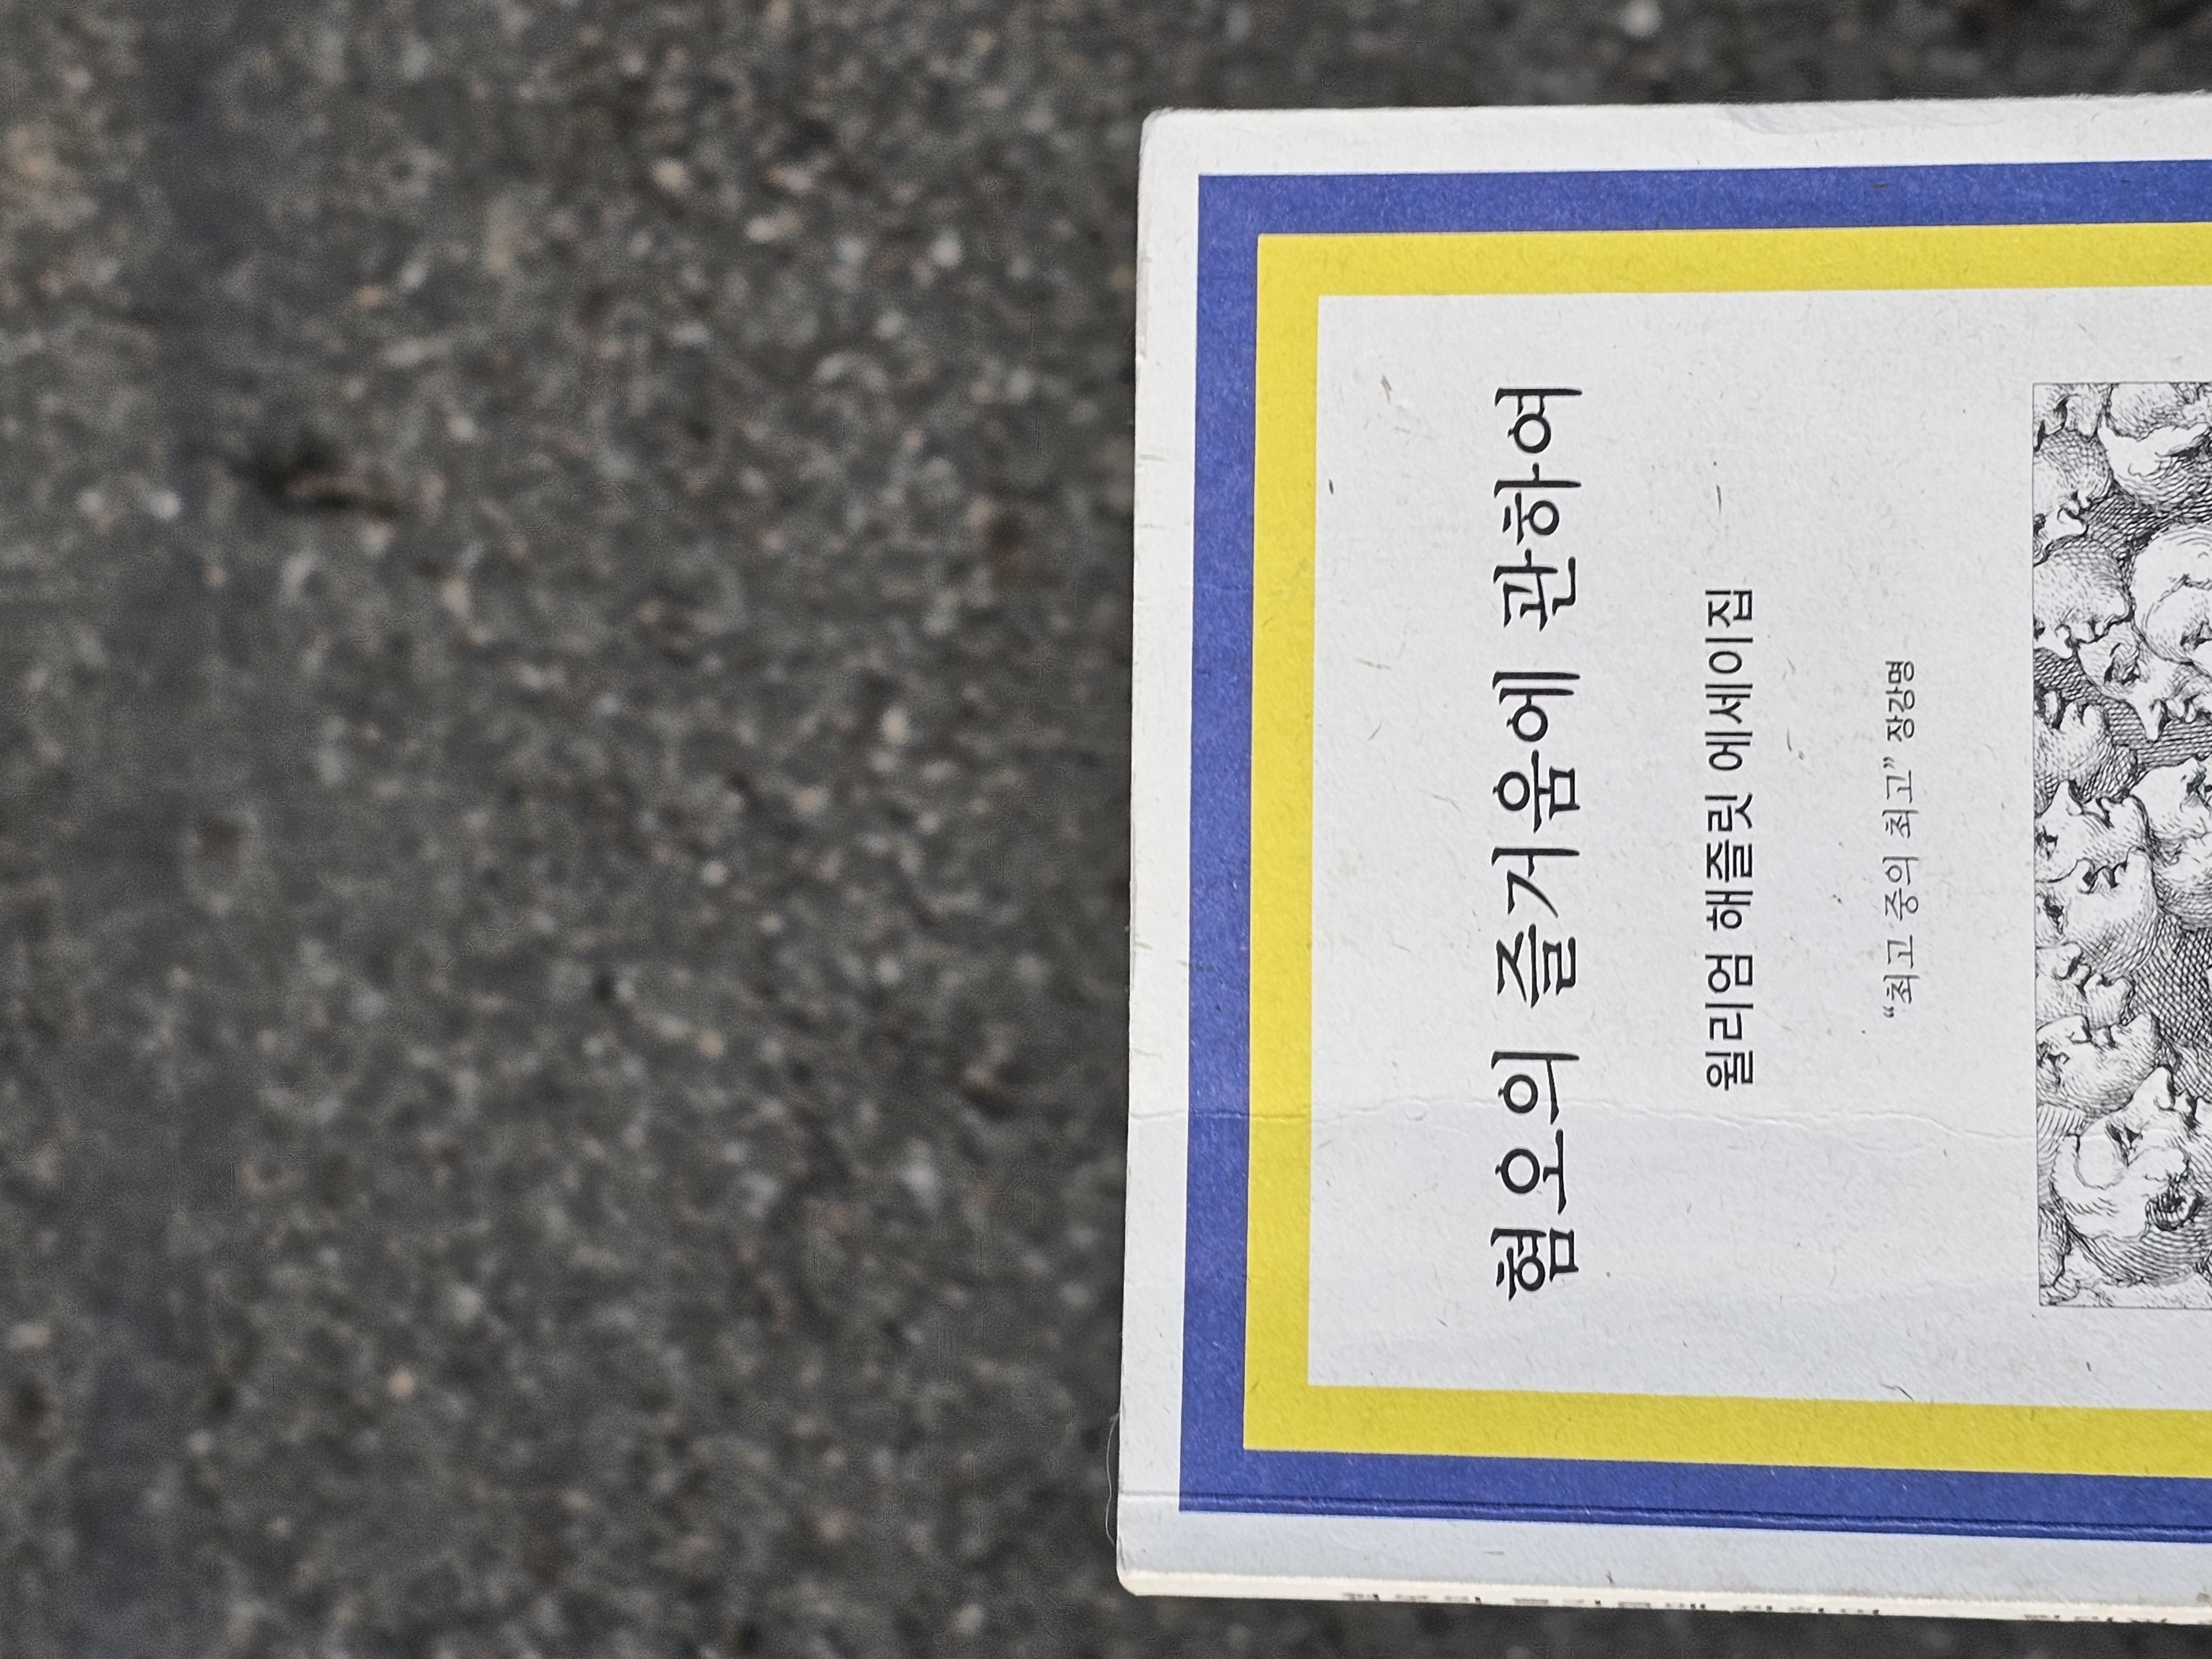 혐오의 즐거움에 관하여
윌리엄 해즐릿 에세이집
“최고 중의 최고” 장강명